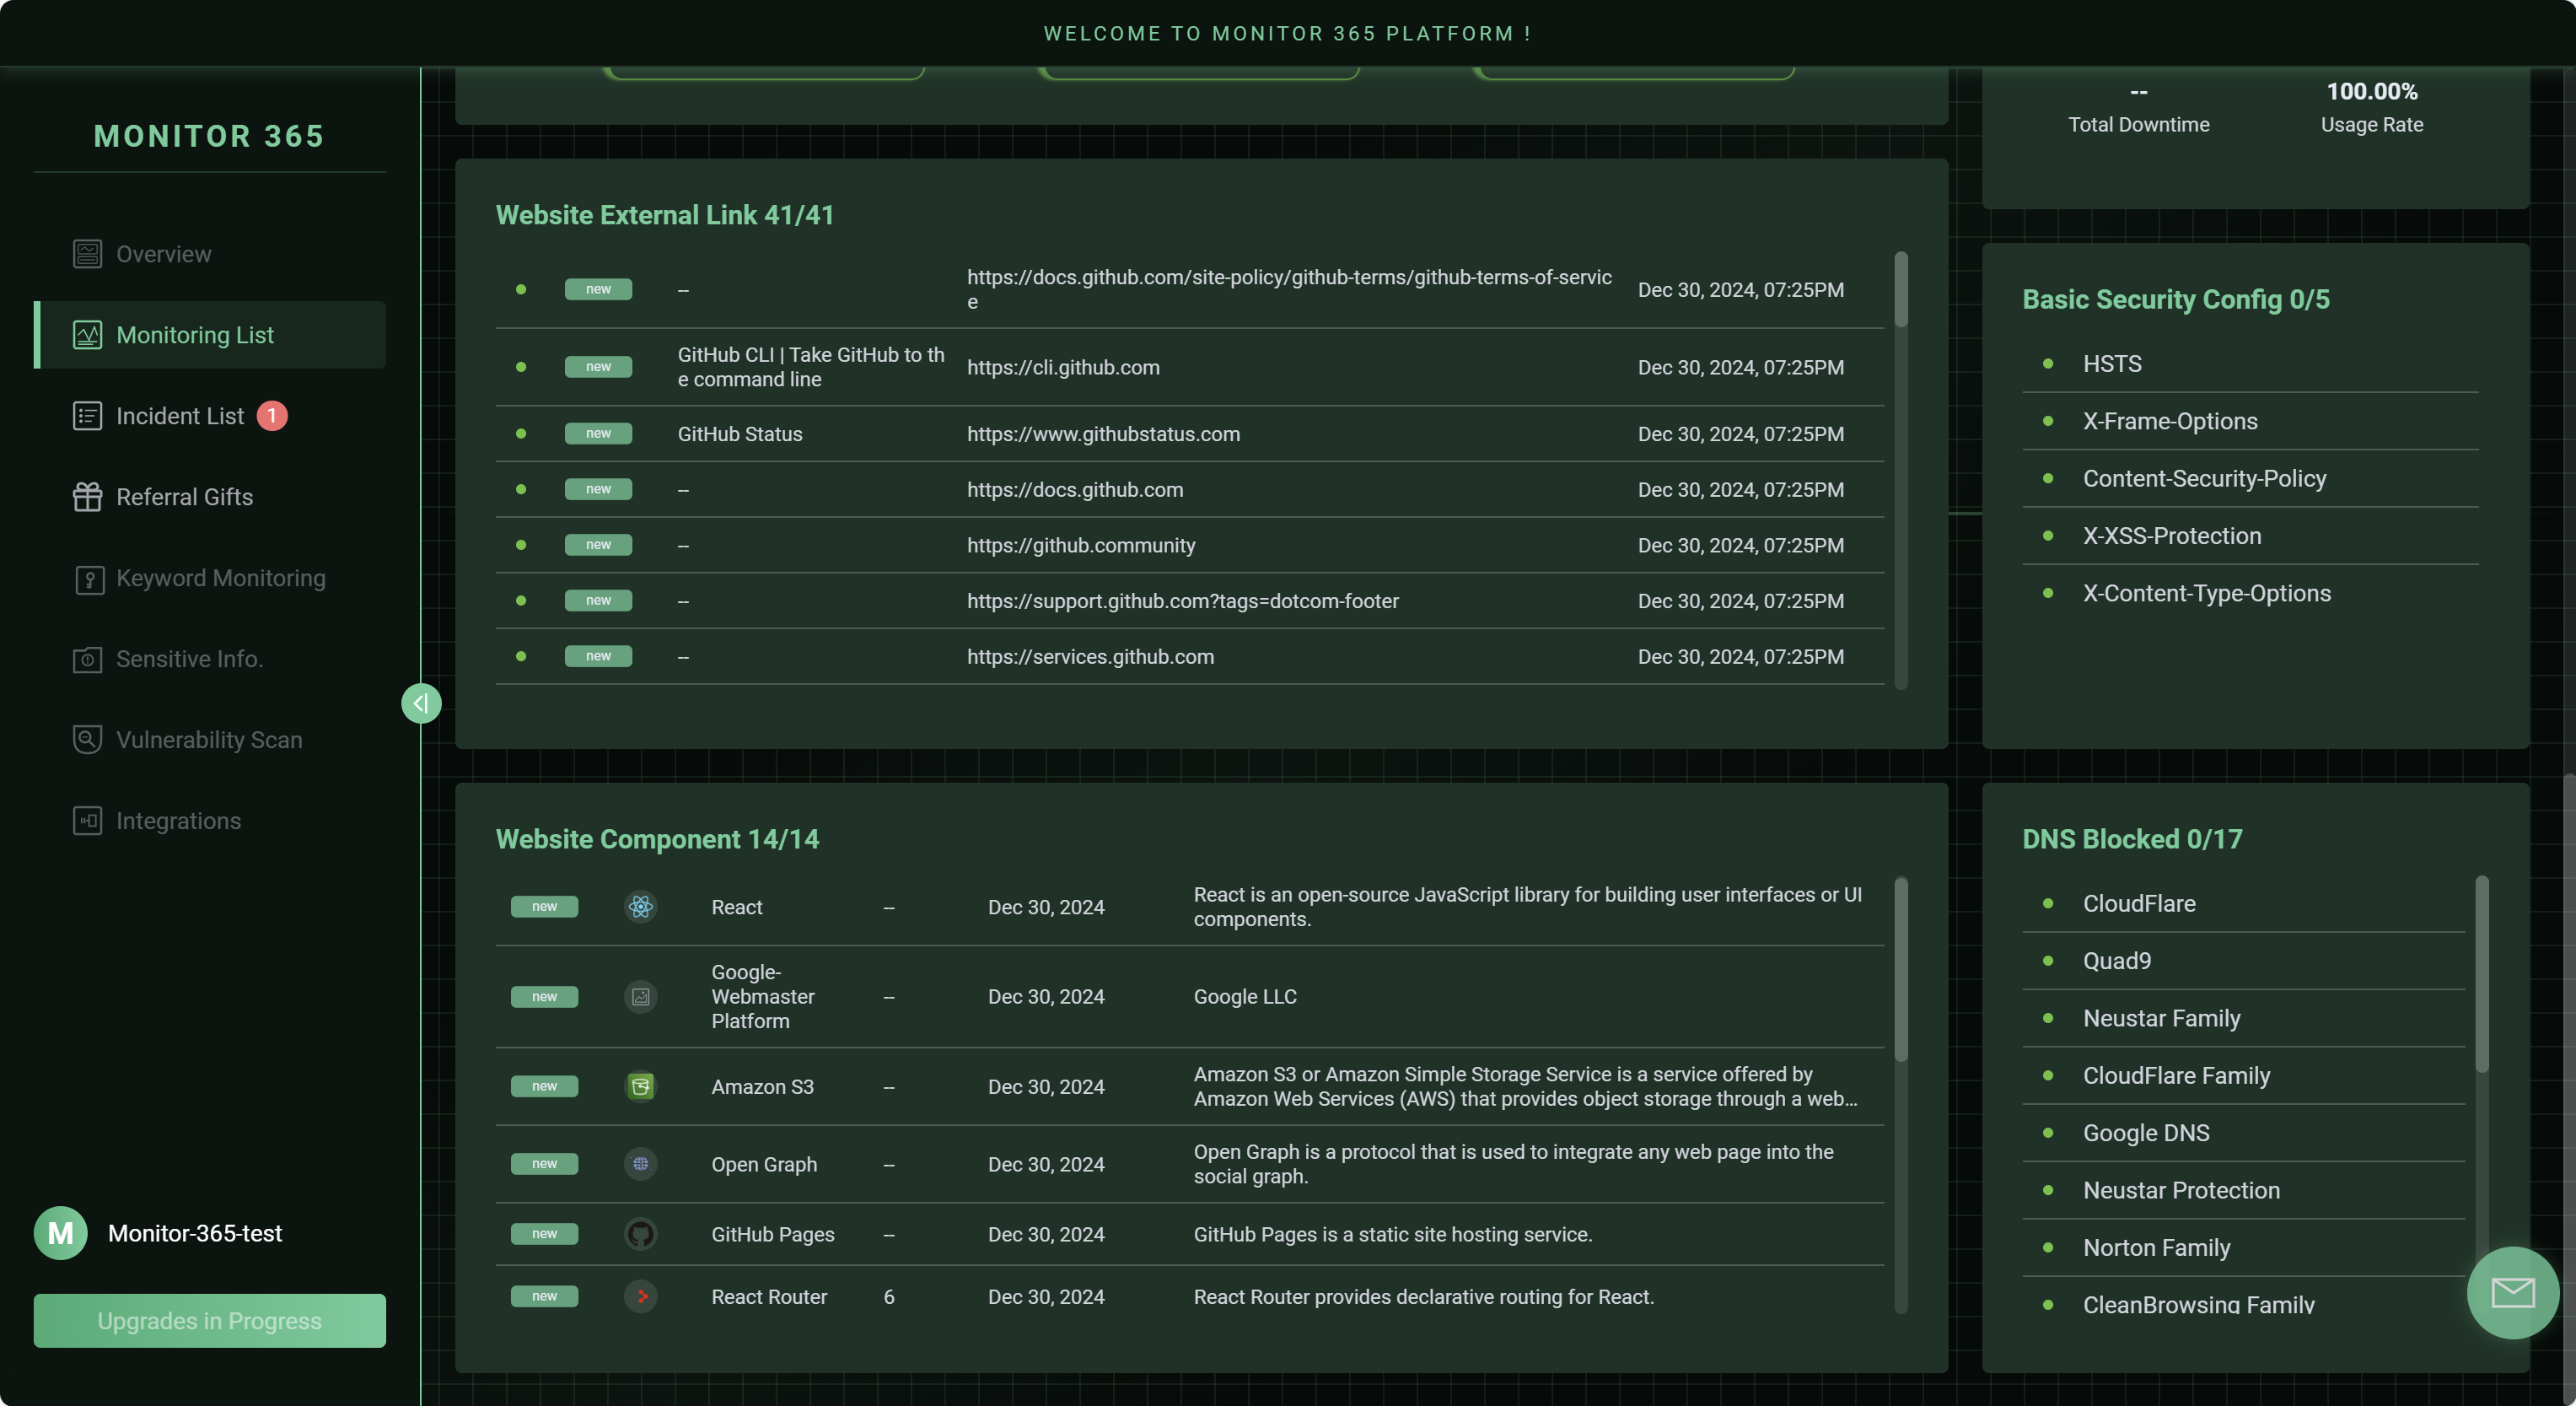 WELCOME TO MONITOR 365 PLATFORM !
MONITOR 365
Overview
Monitoring List
Incident List 1
Referral Gifts
Keyword Monitoring
Sensitive Info.
Vulnerability Scan
Integrations
M Monitor-365-test
Upgrades in Progress
Website External Link 41/41
new -- https://docs.github.com/site-policy/github-terms/github-terms-of-servic Dec 30, 2024, 07:25PM
e
new GitHub CLI | Take GitHub to th https://cli.github.com Dec 30, 2024, 07:25PM
e command line
new GitHub Status https://www.githubstatus.com Dec 30, 2024, 07:25PM
new -- https://docs.github.com Dec 30, 2024, 07:25PM
new -- https://github.community Dec 30, 2024, 07:25PM
new -- https://support.github.com?tags=dotcom-footer Dec 30, 2024, 07:25PM
new -- https://services.github.com Dec 30, 2024, 07:25PM
Website Component 14/14
new React -- Dec 30, 2024 React is an open-source JavaScript library for building user interfaces or UI
components.
Google-
new Webmaster -- Dec 30, 2024 Google LLC
Platform
new Amazon S3 -- Dec 30, 2024 Amazon S3 or Amazon Simple Storage Service is a service offered by
Amazon Web Services (AWS) that provides object storage through a web...
new Open Graph -- Dec 30, 2024 Open Graph is a protocol that is used to integrate any web page into the
social graph.
new GitHub Pages -- Dec 30, 2024 GitHub Pages is a static site hosting service.
new React Router 6 Dec 30, 2024 React Router provides declarative routing for React.
-- 100.00%
Total Downtime Usage Rate
Basic Security Config 0/5
HSTS
X-Frame-Options
Content-Security-Policy
X-XSS-Protection
X-Content-Type-Options
DNS Blocked 0/17
CloudFlare
Quad9
Neustar Family
CloudFlare Family
Google DNS
Neustar Protection
Norton Family
CleanBrowsing Family